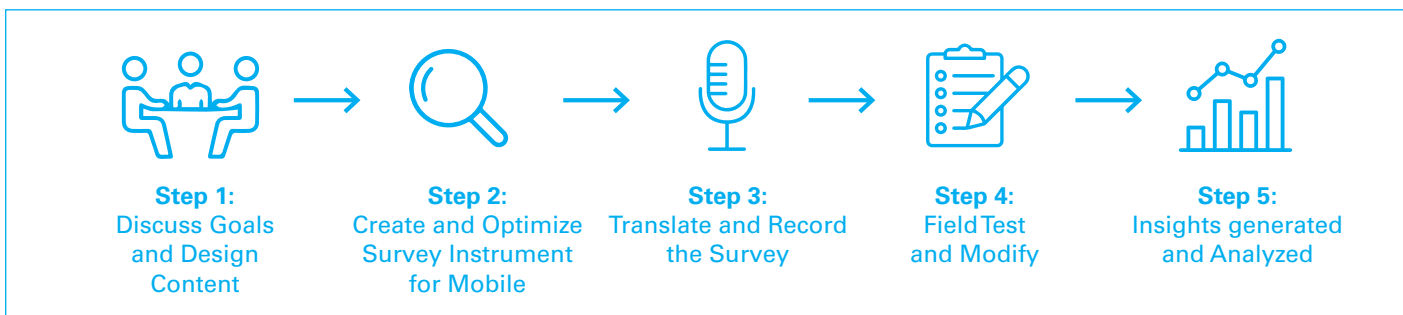 Step 1:
Discuss Goals
and Design
Content
Step 2:
Create and Optimize
Survey Instrument
for Mobile
Step 3:
Translate and Record
the Survey
Step 4:
Field Test
and Modify
Step 5:
Insights generated
and Analyzed